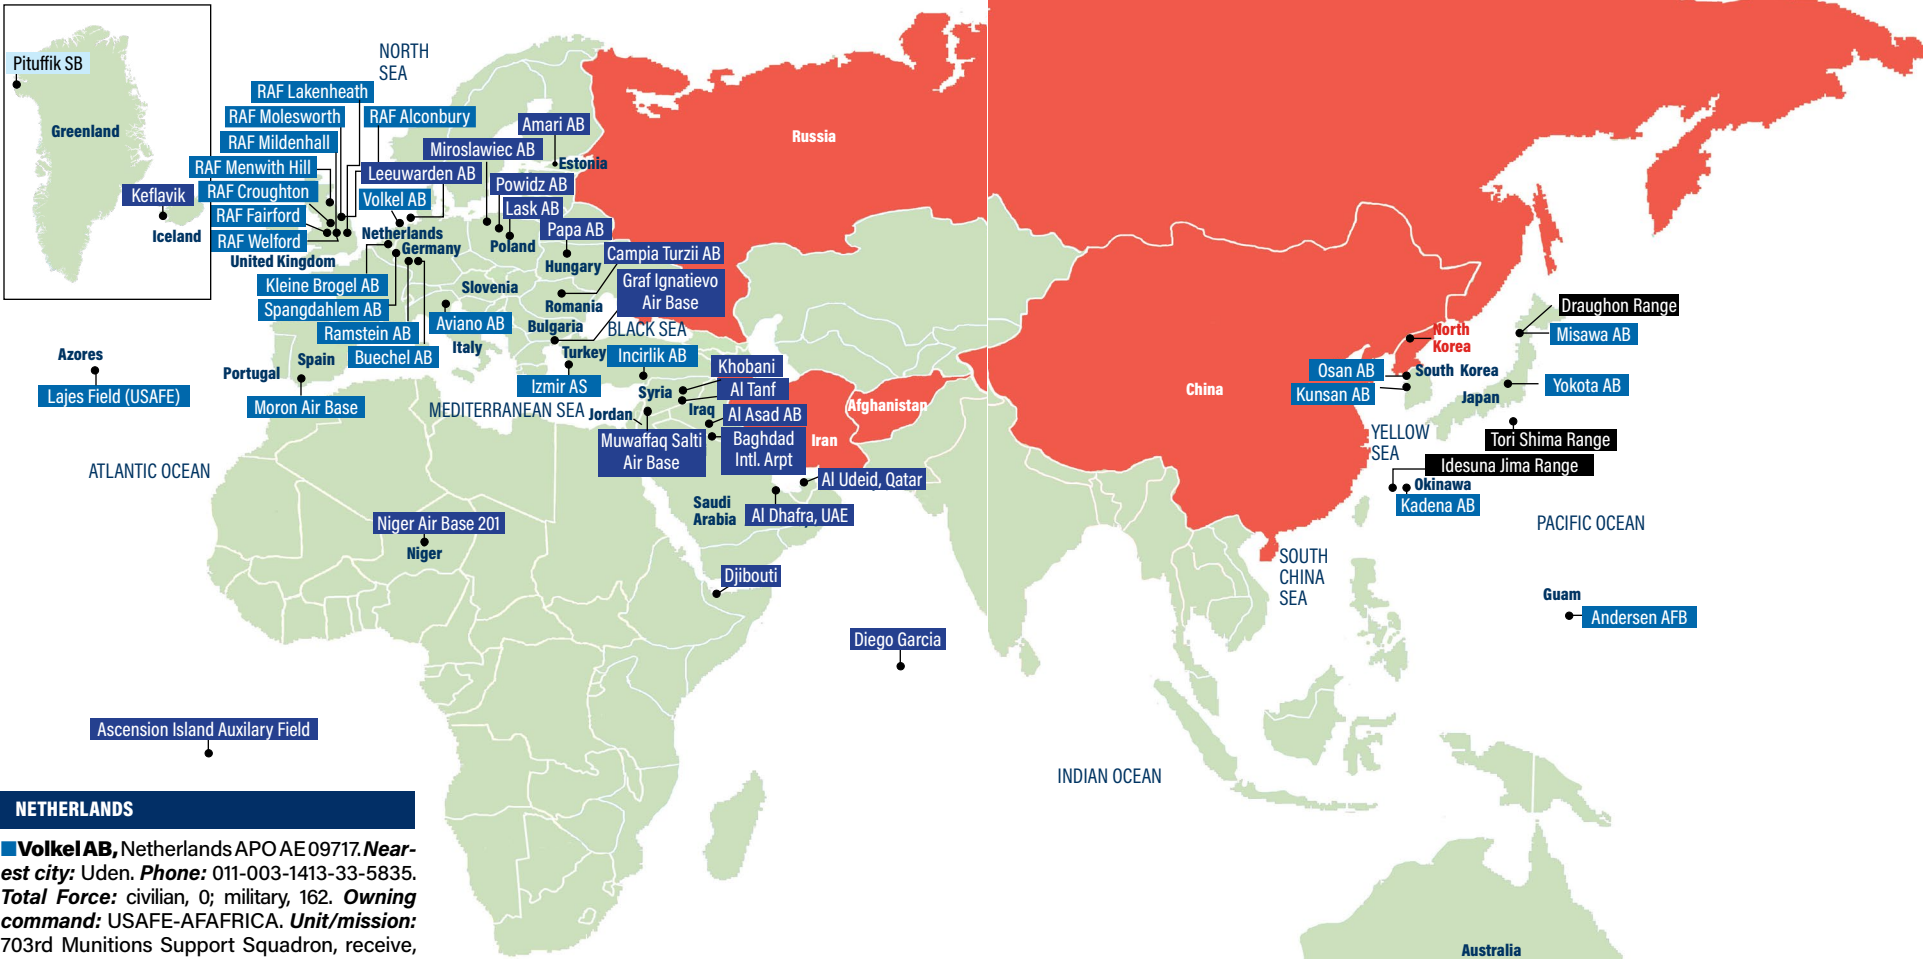 Pituffik SB
Greenland
Keflavik
Iceland
NORTH
SEA
RAF Lakenheath
RAF Molesworth
RAF Alconbury
RAF Mildenhall
RAF Menwith Hill
RAF Croughton
RAF Fairford
RAF Welford
United Kingdom
Amari AB
Estonia
Miroslawiec AB
Leeuwarden AB
Volkel AB
Netherlands
Germany
Powidz AB
Lask AB
Poland
Papa AB
Hungary
Campia Turzii AB
Graf Ignatievo
Air Base
Kleine Brogel AB
Spangdahlem AB
Ramstein AB
Buechel AB
Slovenia
Aviano AB
Italy
Romania
Bulgaria
BLACK SEA
Turkey
Incirlik AB
Izmir AS
Azores
Lajes Field (USAFE)
Portugal
Spain
Moron Air Base
MEDITERRANEAN SEA
Khobani
Al Tanf
Syria
Jordan
Iraq
Al Asad AB
Muwaffaq Salti
Air Base
Baghdad
Intl. Arpt
Iran
Afghanistan
Al Udeid, Qatar
Saudi
Arabia
Al Dhafra, UAE
ATLANTIC OCEAN
Niger Air Base 201
Niger
Djibouti
Diego Garcia
Ascension Island Auxilary Field
Russia
China
North
Korea
Draughon Range
Misawa AB
Osan AB
South Korea
Kunsan AB
Yokota AB
Japan
YELLOW
SEA
Tori Shima Range
Idesuna Jima Range
Okinawa
Kadena AB
PACIFIC OCEAN
SOUTH
CHINA
SEA
Guam
Andersen AFB
INDIAN OCEAN
Australia
NETHERLANDS
Volkel AB, Netherlands APO AE 09717. Near-
est city: Uden. Phone: 011-003-1413-33-5835.
Total Force: civilian, 0; military, 162. Owning
command: USAFE-AFAFRICA. Unit/mission:
703rd Munitions Support Squadron, receive,